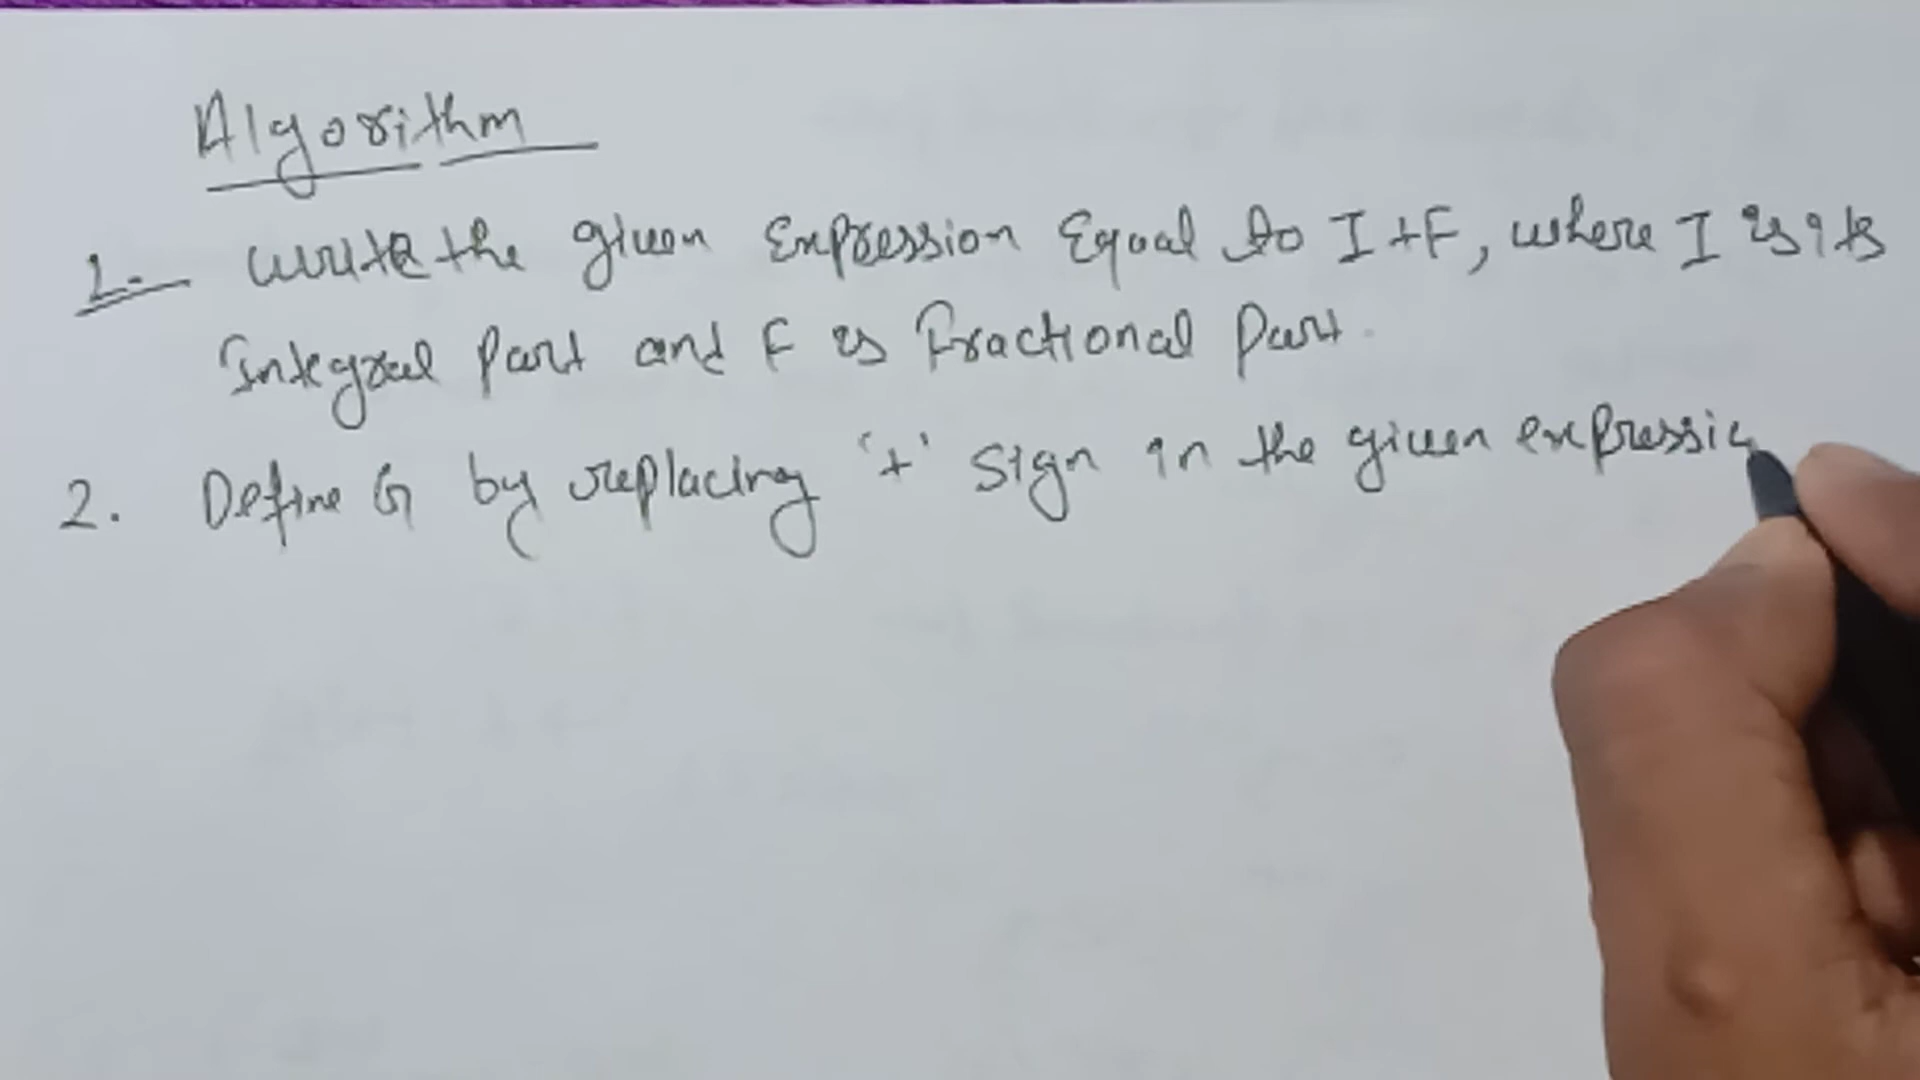 Algorithm
1. write the given Expression Equal to I+F, where I is its
Integral part and F is Fractional Part.
2. Define G by replacing '+' sign in the given expressio